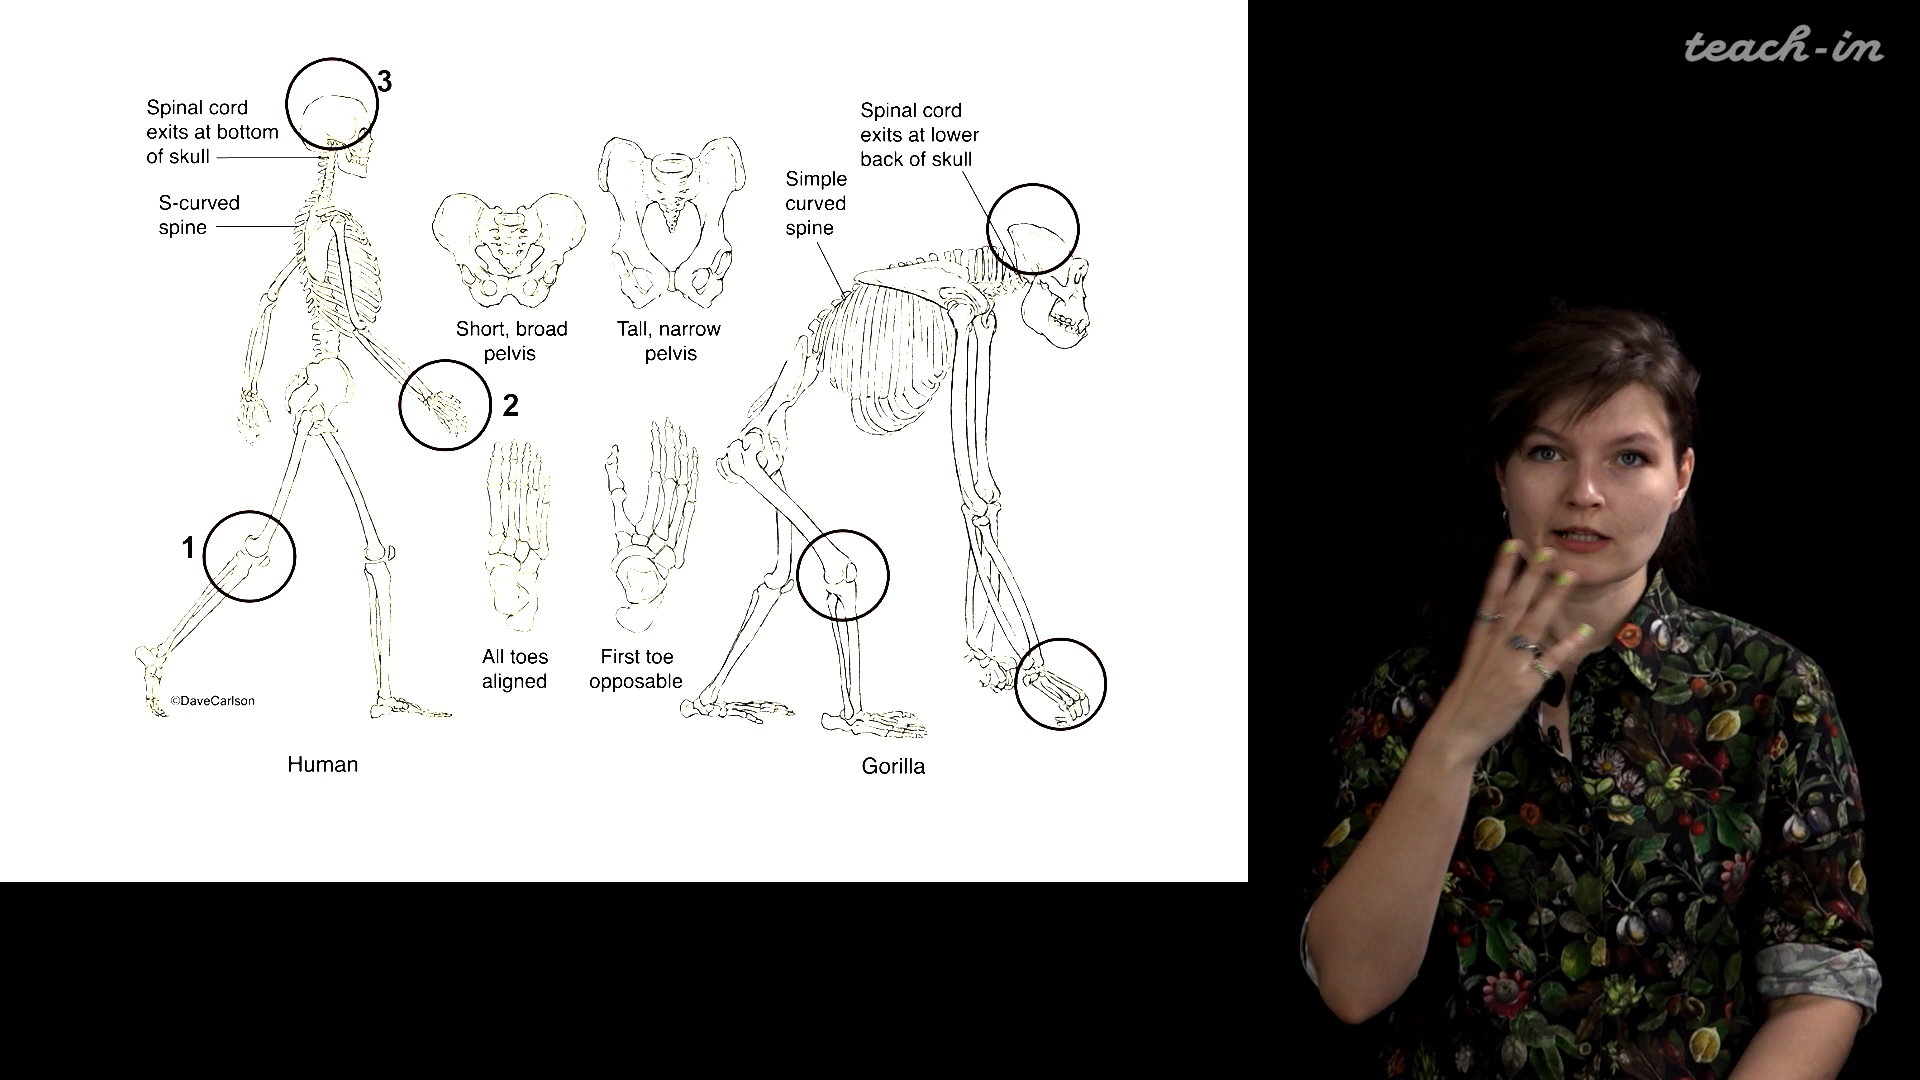 teach-in
3
Spinal cord
exits at bottom
of skull
S-curved
spine
Spinal cord
exits at lower
back of skull
Simple
curved
spine
Short, broad
pelvis
Tall, narrow
pelvis
2
1
All toes
aligned
First toe
opposable
©DaveCarlson
Human
Gorilla